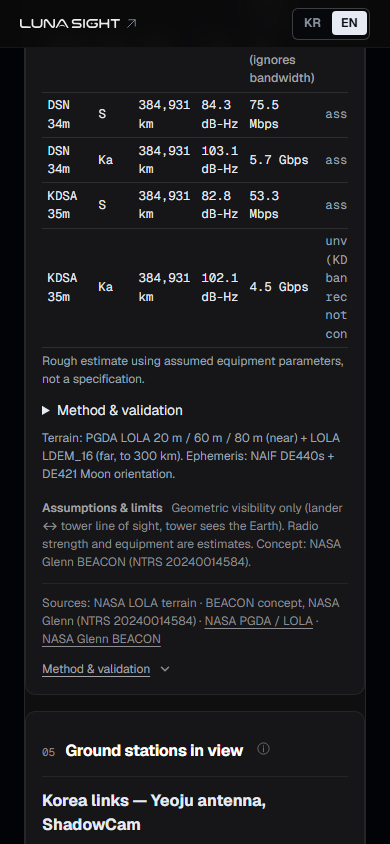 LUNA SIGHT ↗
KR EN
(ignores
bandwidth)
DSN 34m S 384,931 km 84.3 dB-Hz 75.5 Mbps ass
DSN 34m Ka 384,931 km 103.1 dB-Hz 5.7 Gbps ass
KDSA 35m S 384,931 km 82.8 dB-Hz 53.3 Mbps ass
KDSA 35m Ka 384,931 km 102.1 dB-Hz 4.5 Gbps unv (KD ban rec not con
Rough estimate using assumed equipment parameters,
not a specification.
▶ Method & validation
Terrain: PGDA LOLA 20 m / 60 m / 80 m (near) + LOLA
LDEM_16 (far, to 300 km). Ephemeris: NAIF DE440s +
DE421 Moon orientation.
Assumptions & limits Geometric visibility only (lander
↔ tower line of sight, tower sees the Earth). Radio
strength and equipment are estimates. Concept: NASA
Glenn BEACON (NTRS 20240014584).
Sources: NASA LOLA terrain · BEACON concept, NASA
Glenn (NTRS 20240014584) · NASA PGDA / LOLA ·
NASA Glenn BEACON
Method & validation
05 Ground stations in view ⓘ
Korea links — Yeoju antenna,
ShadowCam